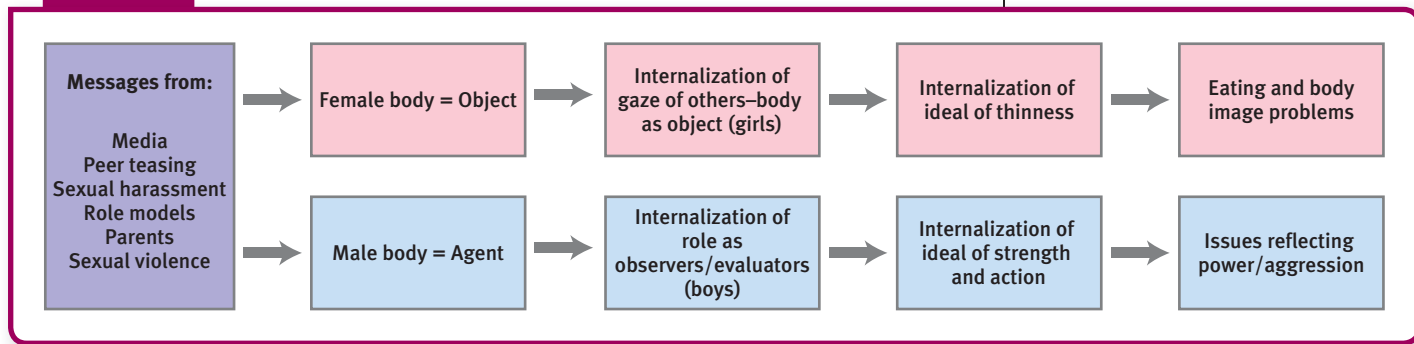 Messages from:
Media
Peer teasing
Sexual harassment
Role models
Parents
Sexual violence
Female body = Object
Internalization of
gaze of others–body
as object (girls)
Internalization of
ideal of thinness
Eating and body
image problems
Male body = Agent
Internalization of
role as
observers/evaluators
(boys)
Internalization of
ideal of strength
and action
Issues reflecting
power/aggression